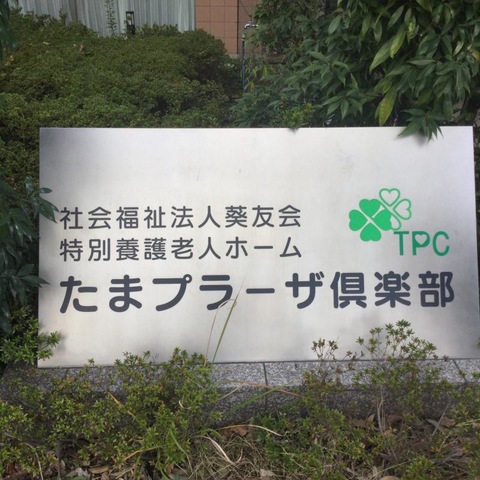 社会福祉法人葵友会
特別養護老人ホーム
TPC
たまプラーザ倶楽部